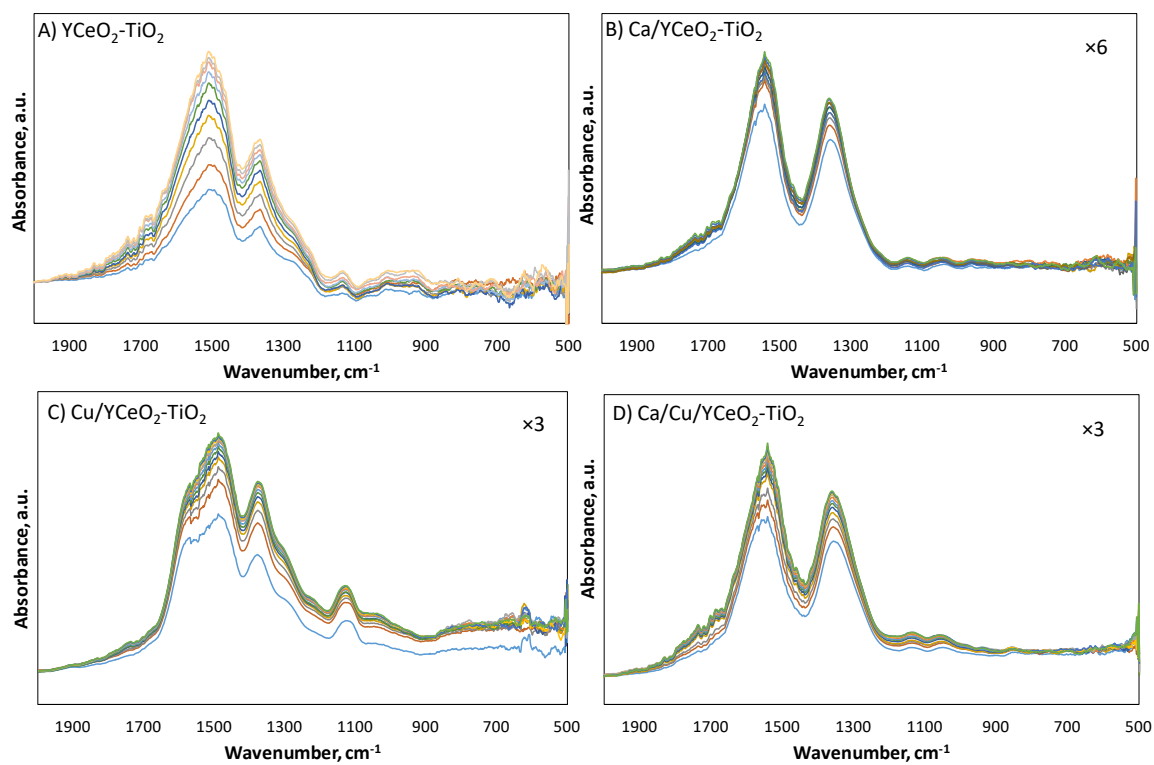 A) YCeO₂-TiO₂
Absorbance, a.u.
1900 1700 1500 1300 1100 900 700 500
Wavenumber, cm⁻¹
B) Ca/YCeO₂-TiO₂
×6
Absorbance, a.u.
1900 1700 1500 1300 1100 900 700 500
Wavenumber, cm⁻¹
C) Cu/YCeO₂-TiO₂
×3
Absorbance, a.u.
1900 1700 1500 1300 1100 900 700 500
Wavenumber, cm⁻¹
D) Ca/Cu/YCeO₂-TiO₂
×3
Absorbance, a.u.
1900 1700 1500 1300 1100 900 700 500
Wavenumber, cm⁻¹